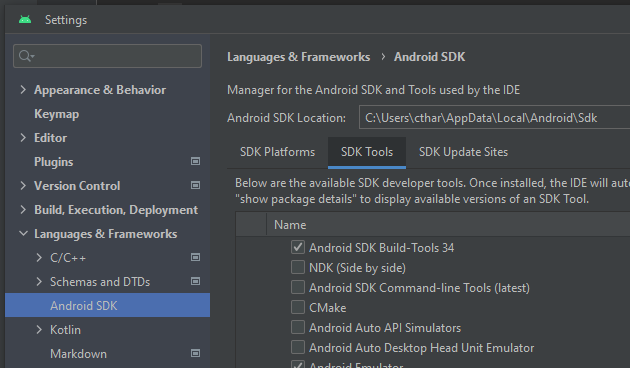 Settings
Appearance & Behavior
Keymap
Editor
Plugins
Version Control
Build, Execution, Deployment
Languages & Frameworks
C/C++
Schemas and DTDs
Android SDK
Kotlin
Markdown
Languages & Frameworks › Android SDK
Manager for the Android SDK and Tools used by the IDE
Android SDK Location: C:\Users\cthar\AppData\Local\Android\Sdk
SDK Platforms SDK Tools SDK Update Sites
Below are the available SDK developer tools. Once installed, the IDE will auto
"show package details" to display available versions of an SDK Tool.
Name
Android SDK Build-Tools 34
NDK (Side by side)
Android SDK Command-line Tools (latest)
CMake
Android Auto API Simulators
Android Auto Desktop Head Unit Emulator
Android Emulator